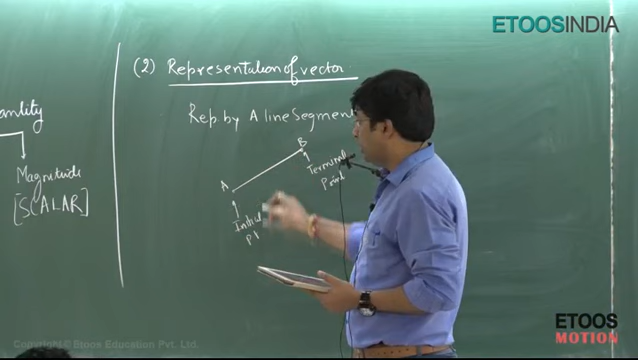 ETOOSINDIA
(2) Representation of vector
antity
Rep. by A line Segment
B
Magnitude
Terminal
Point
A
[SCALAR]
Initial
Pt
ETOOS
MOTION
Copyright © Etoos Education Pvt. Ltd.